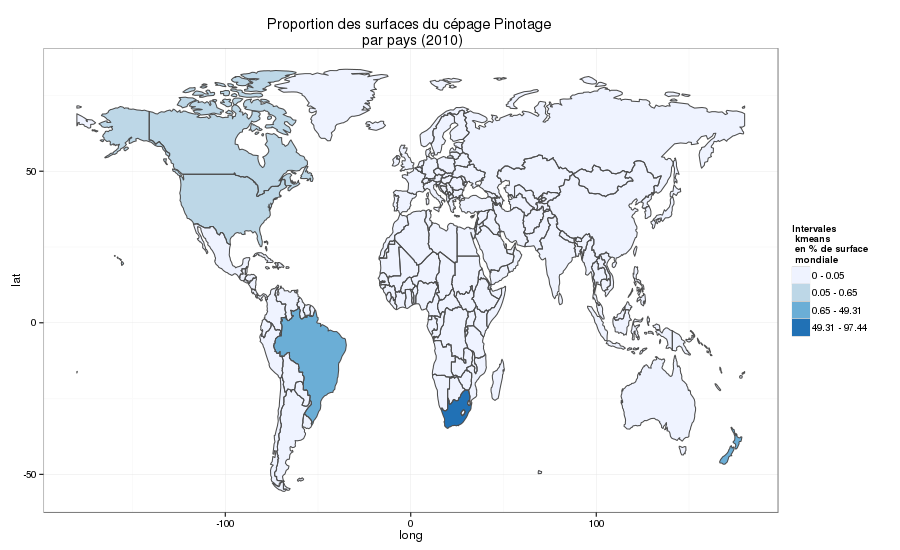 Proportion des surfaces du cépage Pinotage
par pays (2010)
lat
50
0
-50
-100
0
100
long
Intervales
kmeans
en % de surface
mondiale
0 - 0.05
0.05 - 0.65
0.65 - 49.31
49.31 - 97.44